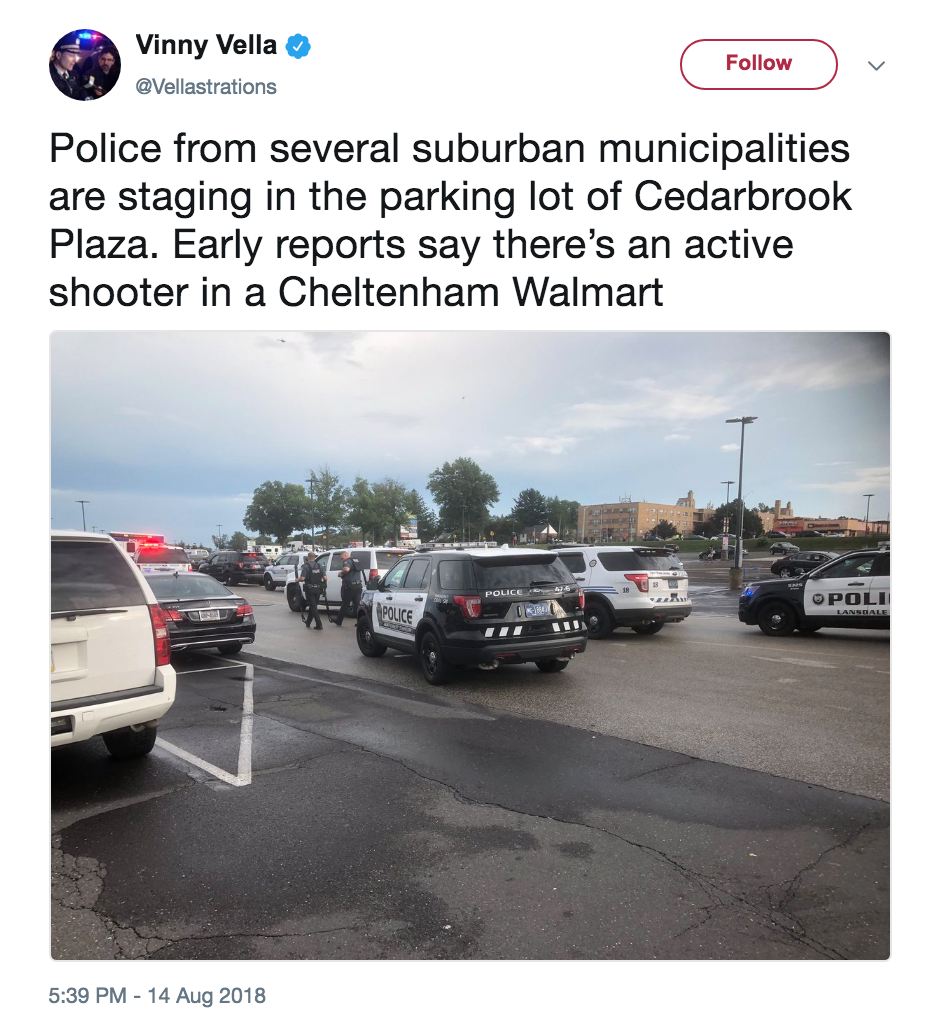 Vinny Vella
@Vellastrations
Follow
Police from several suburban municipalities
are staging in the parking lot of Cedarbrook
Plaza. Early reports say there’s an active
shooter in a Cheltenham Walmart
POLICE
POLICE
18
18
POLI
LANSDALE
5:39 PM - 14 Aug 2018